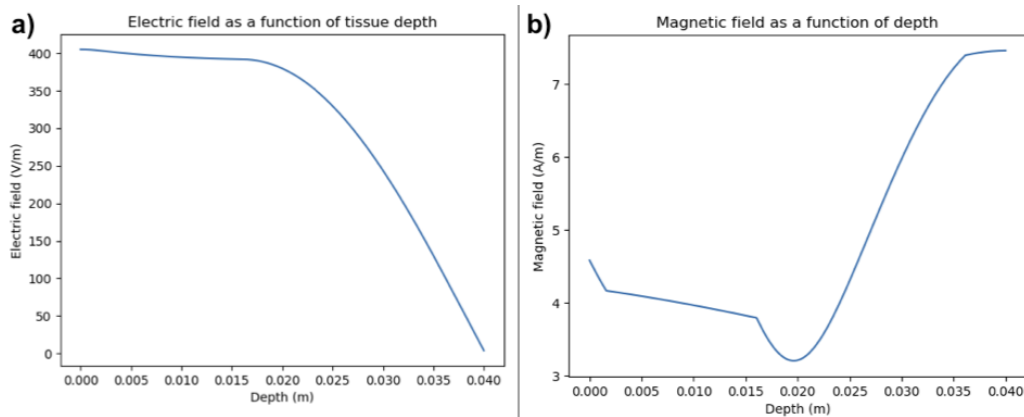 a)
Electric field as a function of tissue depth
Electric field (V/m)
400
350
300
250
200
150
100
50
0
0.000 0.005 0.010 0.015 0.020 0.025 0.030 0.035 0.040
Depth (m)
b)
Magnetic field as a function of depth
Magnetic field (A/m)
7
6
5
4
3
0.000 0.005 0.010 0.015 0.020 0.025 0.030 0.035 0.040
Depth (m)